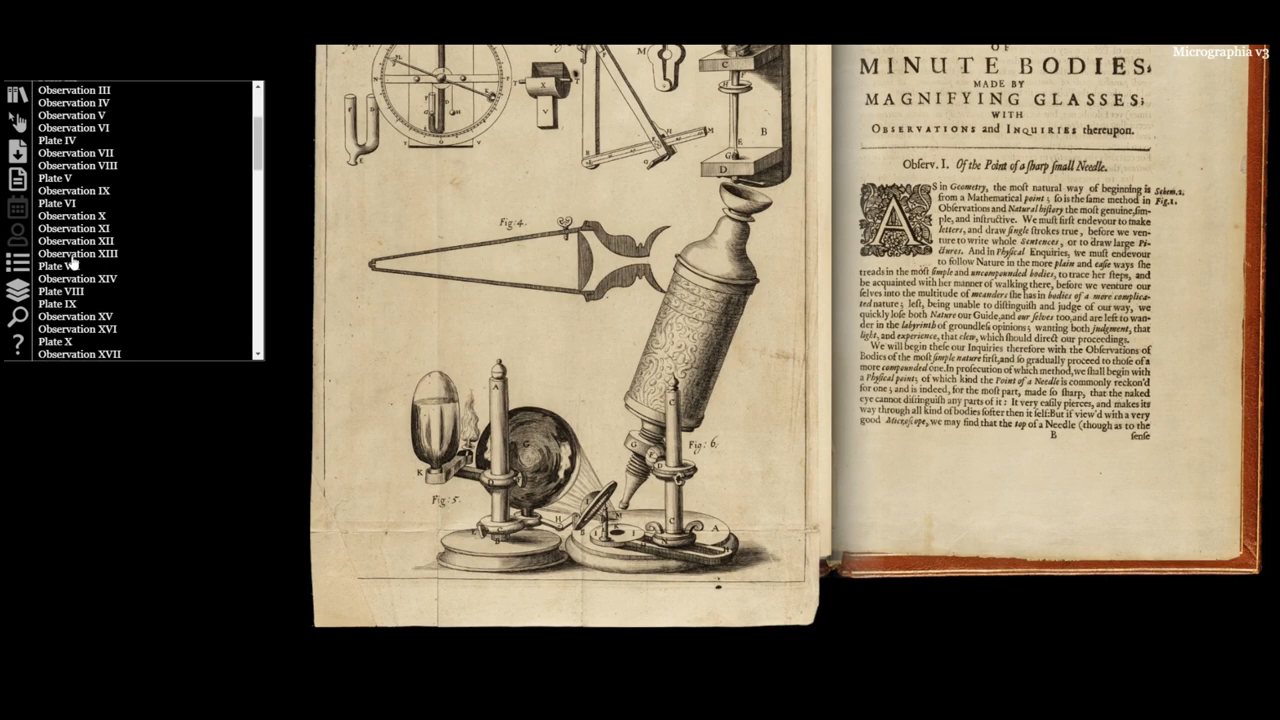 Micrographia v3
Observation III
Observation IV
Observation V
Observation VI
Plate IV
Observation VII
Observation VIII
Plate V
Observation IX
Plate VI
Observation X
Observation XI
Observation XII
Observation XIII
Plate
Observation XIV
Plate VIII
Plate IX
Observation XV
Observation XVI
Plate X
Observation XVII
Fig:4.
Fig:5.
Fig:6.
OF
MINUTE BODIES,
MADE BY
MAGNIFYING GLASSES;
WITH
OBSERVATIONS and INQUIRIES thereupon.
Observ. I. Of the Point of a sharp small Needle.
AS in Geometry, the most natural way of beginning is
from a Mathematical point; so is the same method in
Observations and Natural history the most genuine, sim-
ple, and instructive. We must first endevour to make
letters, and draw single strokes true, before we ven-
ture to write whole Sentences, or to draw large Pi-
ctures. And in Physical Enquiries, we must endevour
to follow Nature in the more plain and easie ways she
treads in the most simple and uncompounded bodies, to trace her steps, and
be acquainted with her manner of walking there, before we venture our
selves into the multitude of meanders she has in bodies of a more complica-
ted nature; lest, being unable to distinguish and judge of our way, we
quickly lose both Nature our Guide, and our selves too, and are left to wan-
der in the labyrinth of groundless opinions; wanting both judgment, that
light, and experience, that clew, which should direct our proceedings.
We will begin these our Inquiries therefore with the Observations of
Bodies of the most simple nature first, and so gradually proceed to those of a
more compounded one. In prosecution of which method, we shall begin with
a Physical point; of which kind the Point of a Needle is commonly reckon'd
for one; and is indeed, for the most part, made so sharp, that the naked
eye cannot distinguish any parts of it: It very easily pierces, and makes its
way through all kind of bodies softer then it self: But if view'd with a very
good Microscope, we may find that the top of a Needle (though as to the
B sense
Schem. 2.
Fig. 1.